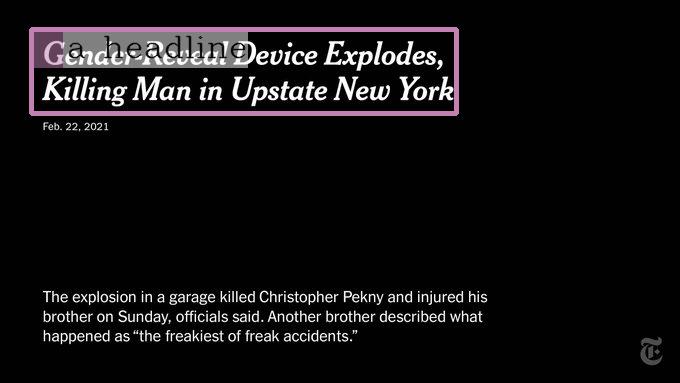 a headline
Gender-Reveal Device Explodes,
Killing Man in Upstate New York
Feb. 22, 2021
The explosion in a garage killed Christopher Pekny and injured his
brother on Sunday, officials said. Another brother described what
happened as “the freakiest of freak accidents.”
T